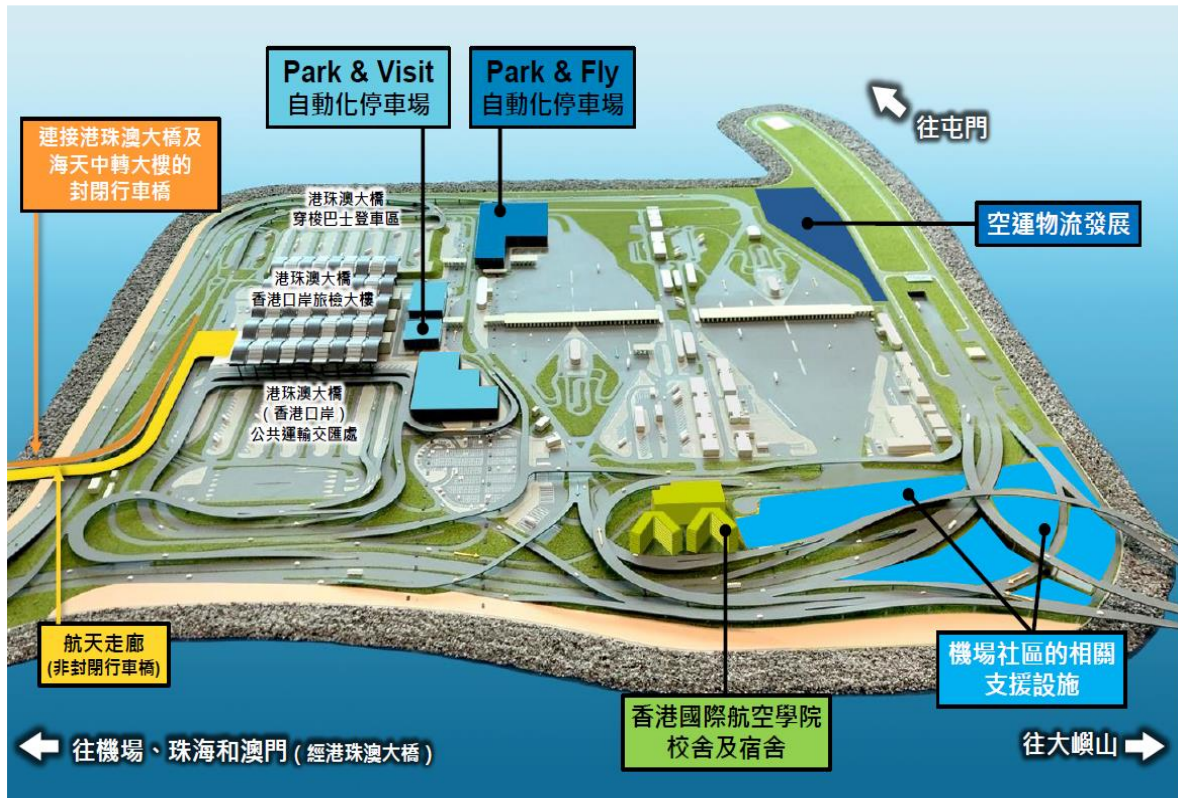 Park & Visit
自動化停車場
Park & Fly
自動化停車場
往屯門
連接港珠澳大橋及
海天中轉大樓的
封閉行車橋
港珠澳大橋
穿梭巴士登車區
空運物流發展
港珠澳大橋
香港口岸旅檢大樓
港珠澳大橋
(香港口岸)
公共運輸交匯處
航天走廊
(非封閉行車橋)
機場社區的相關
支援設施
香港國際航空學院
校舍及宿舍
往機場、珠海和澳門 (經港珠澳大橋)
往大嶼山